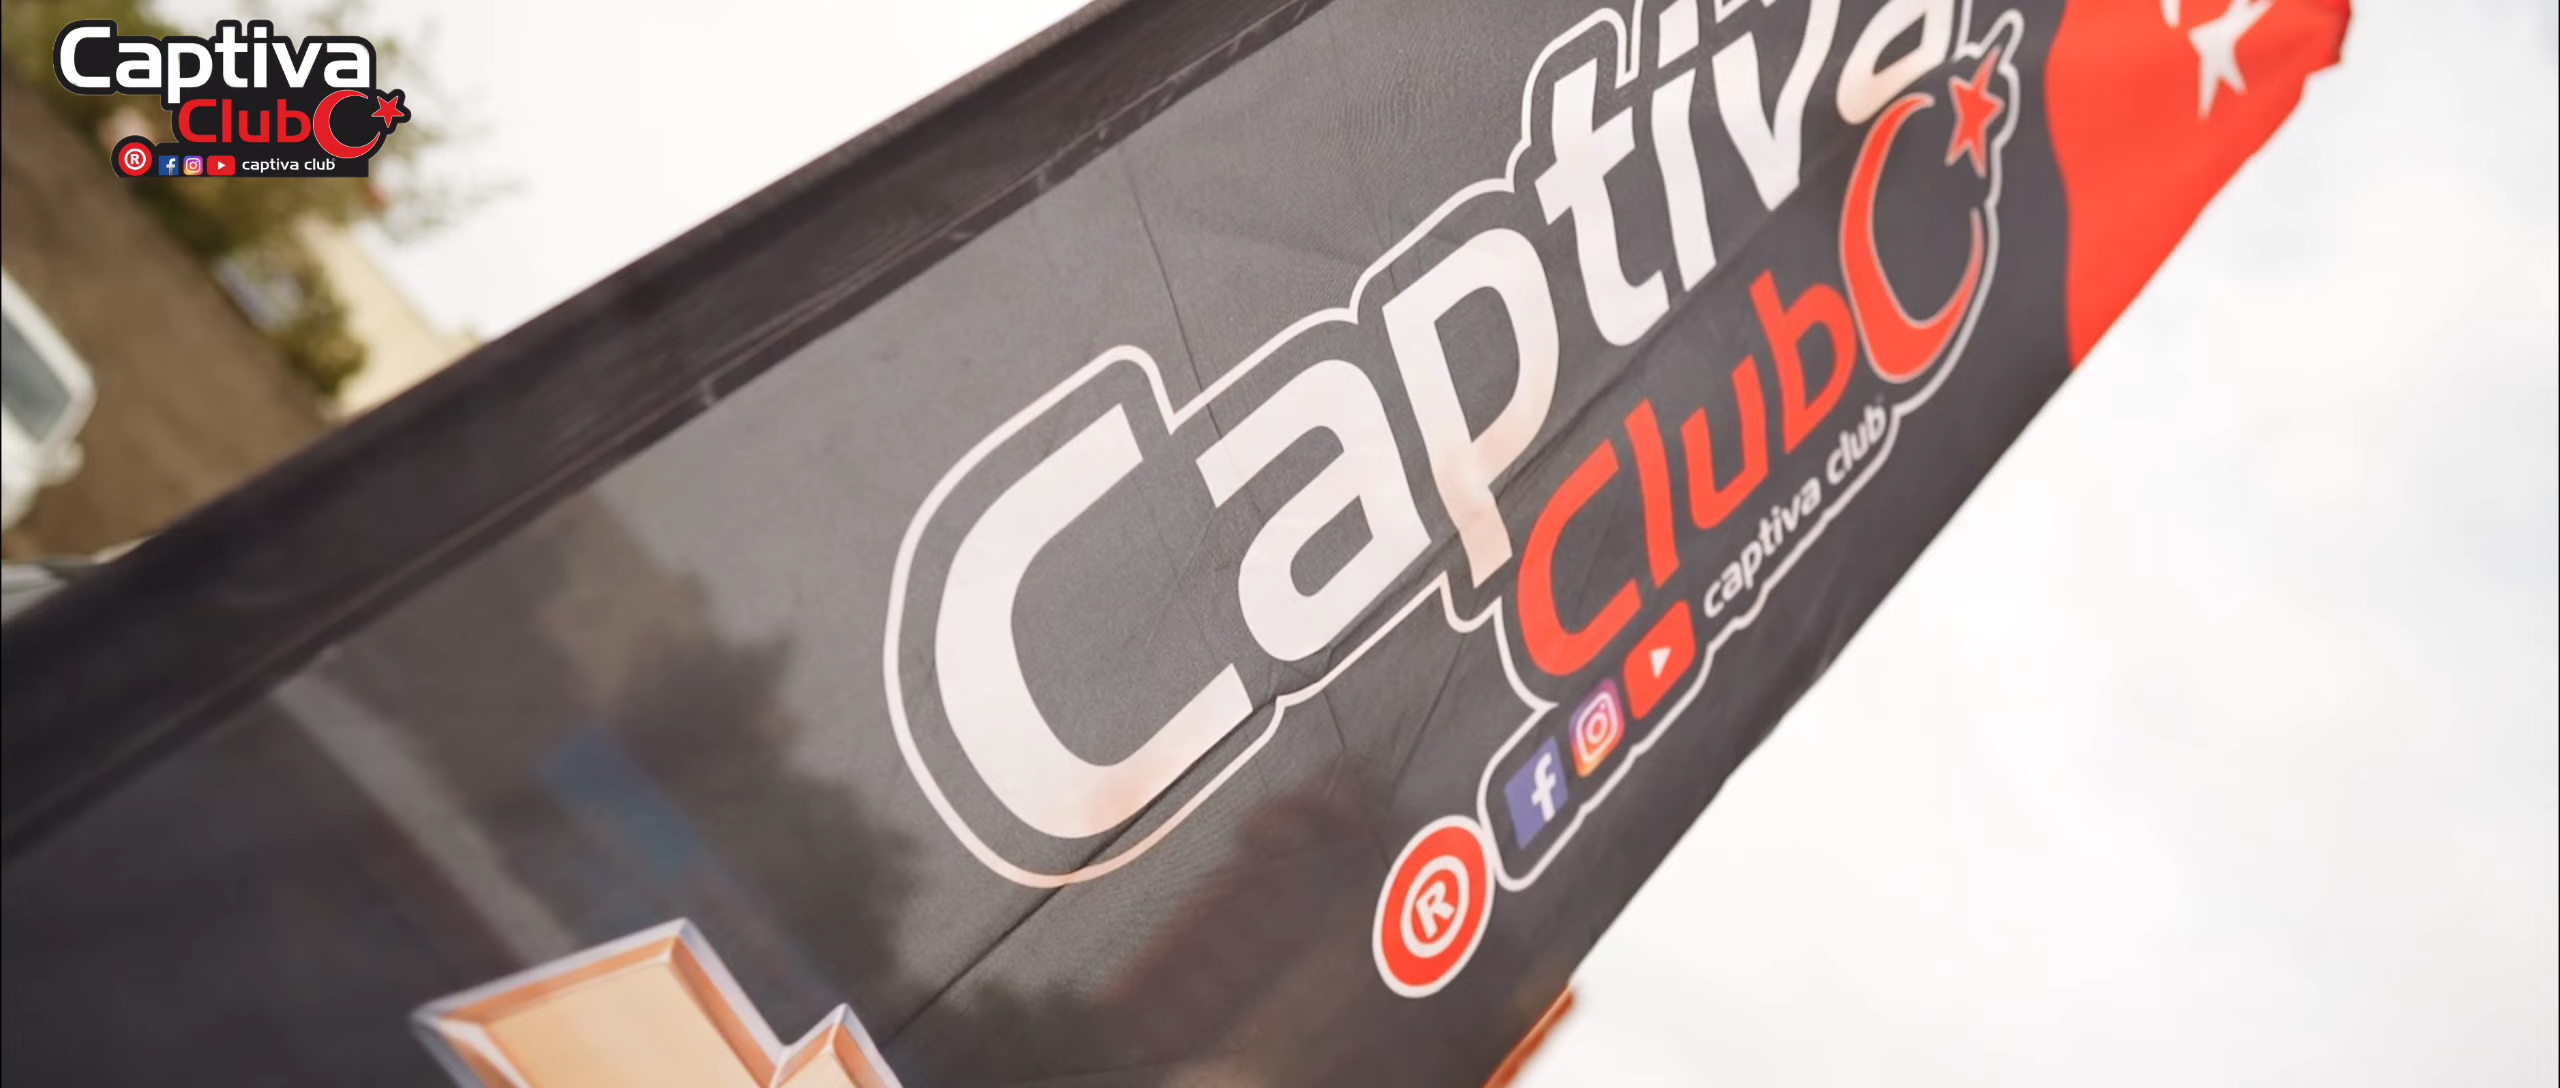 Captiva
Club
® captiva club
Captiva
Club
captiva club
®